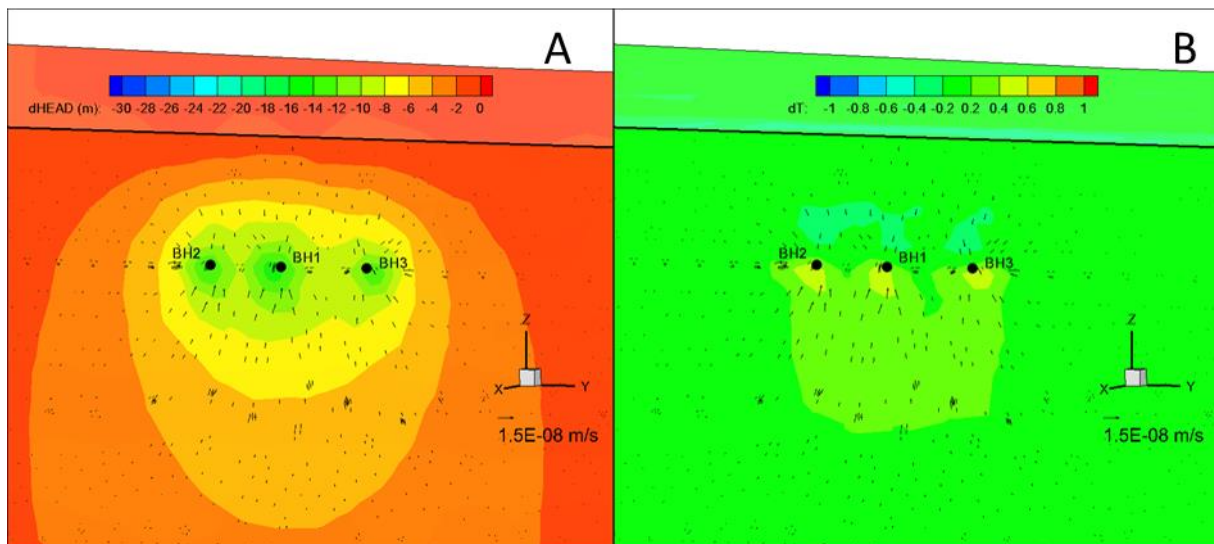 A
-30 -28 -26 -24 -22 -20 -18 -16 -14 -12 -10 -8 -6 -4 -2 0
dHEAD (m):
BH2
BH1
BH3
Z
X
Y
1.5E-08 m/s
B
-1 -0.8 -0.6 -0.4 -0.2 0.2 0.4 0.6 0.8 1
dT:
BH2
BH1
BH3
Z
X
Y
1.5E-08 m/s